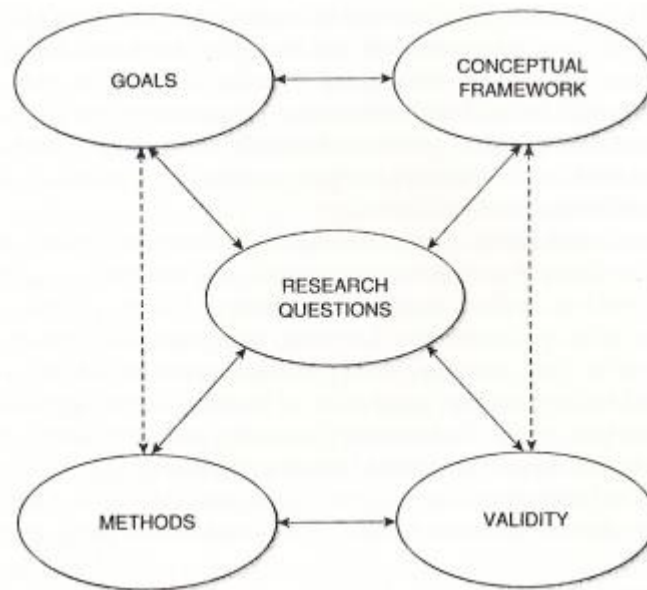 GOALS
CONCEPTUAL
FRAMEWORK
RESEARCH
QUESTIONS
METHODS
VALIDITY